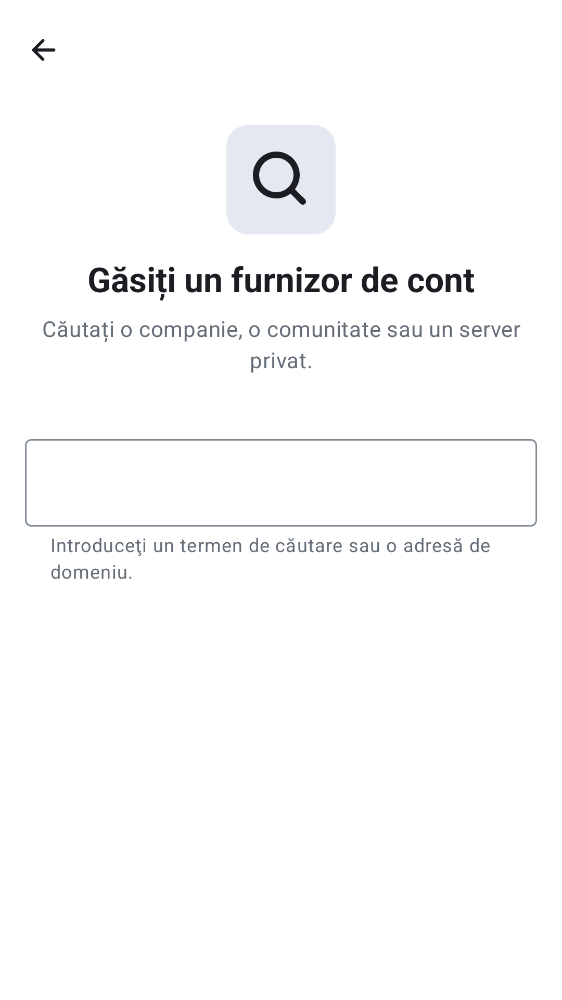 Găsiți un furnizor de cont
Căutați o companie, o comunitate sau un server
privat.
Introduceţi un termen de căutare sau o adresă de
domeniu.